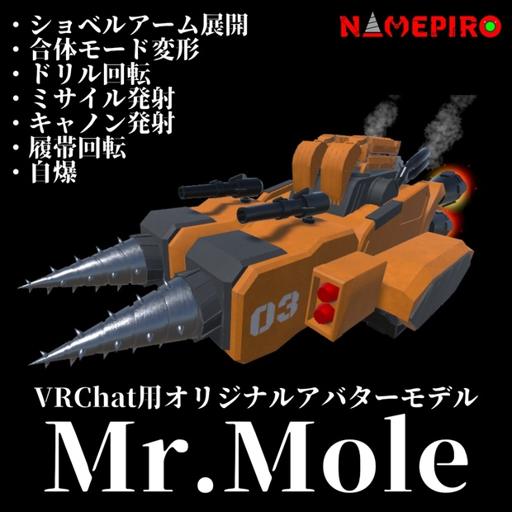 ・ショベルアーム展開
・合体モード変形
・ドリル回転
・ミサイル発射
・キャノン発射
・履帯回転
・自爆
NAMEPIRO
03
VRChat用オリジナルアバターモデル
Mr.Mole